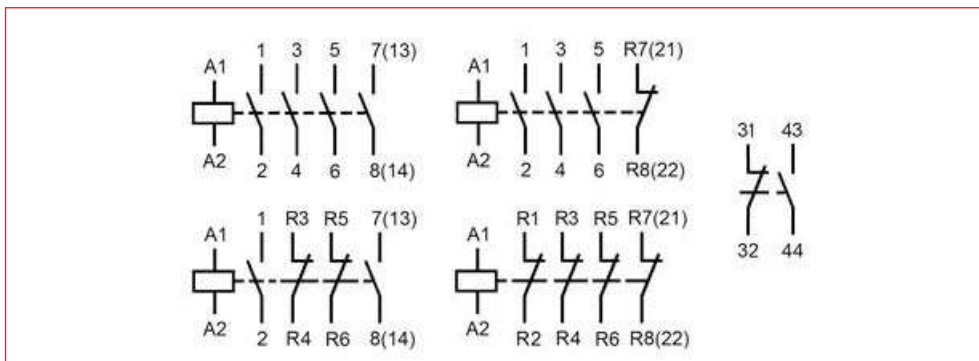 A1 1 3 5 7(13)
A2 2 4 6 8(14)
A1 1 3 5 R7(21)
A2 2 4 6 R8(22)
31 43
32 44
A1 1 R3 R5 7(13)
A2 2 R4 R6 8(14)
A1 R1 R3 R5 R7(21)
A2 R2 R4 R6 R8(22)